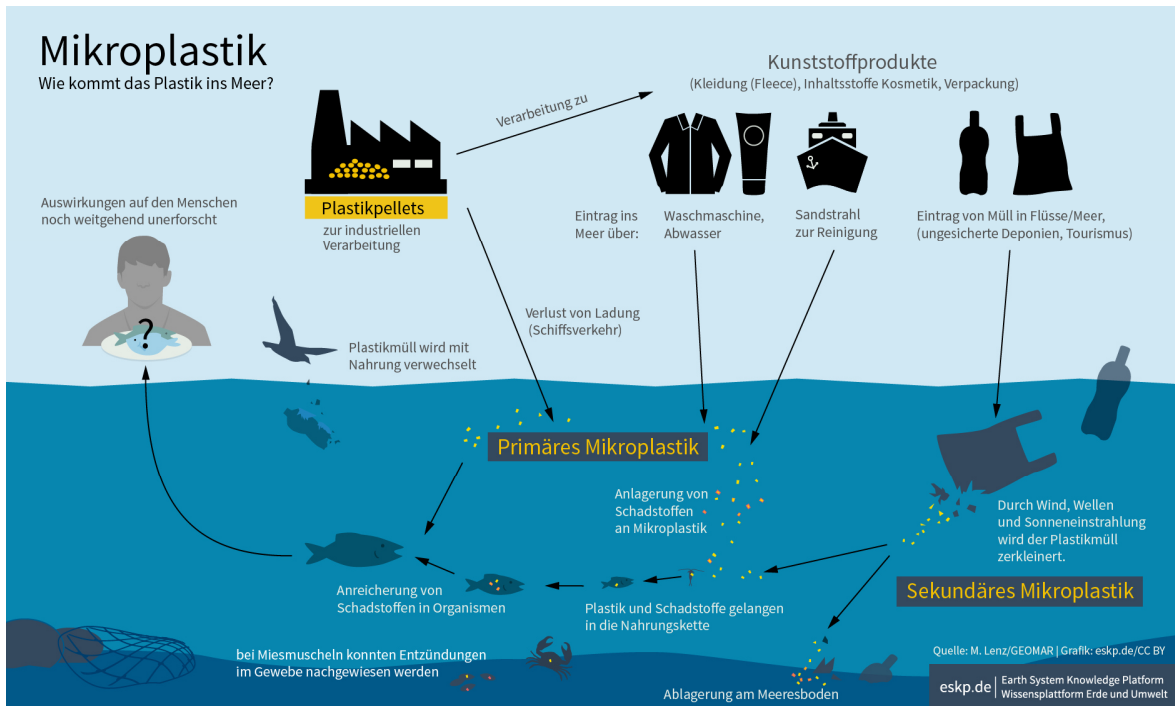 Mikroplastik
Wie kommt das Plastik ins Meer?
Kunststoffprodukte
(Kleidung (Fleece), Inhaltsstoffe Kosmetik, Verpackung)
Verarbeitung zu
Plastikpellets
zur industriellen
Verarbeitung
Eintrag ins
Meer über:
Waschmaschine,
Abwasser
Sandstrahl
zur Reinigung
Eintrag von Müll in Flüsse/Meer,
(ungesicherte Deponien, Tourismus)
Auswirkungen auf den Menschen
noch weitgehend unerforscht
?
Verlust von Ladung
(Schiffsverkehr)
Plastikmüll wird mit
Nahrung verwechselt
Primäres Mikroplastik
Anlagerung von
Schadstoffen
an Mikroplastik
Durch Wind, Wellen
und Sonneneinstrahlung
wird der Plastikmüll
zerkleinert.
Sekundäres Mikroplastik
Anreicherung von
Schadstoffen in Organismen
Plastik und Schadstoffe gelangen
in die Nahrungskette
bei Miesmuscheln konnten Entzündungen
im Gewebe nachgewiesen werden
Ablagerung am Meeresboden
Quelle: M. Lenz/GEOMAR | Grafik: eskp.de/CC BY
eskp.de | Earth System Knowledge Platform
Wissensplattform Erde und Umwelt